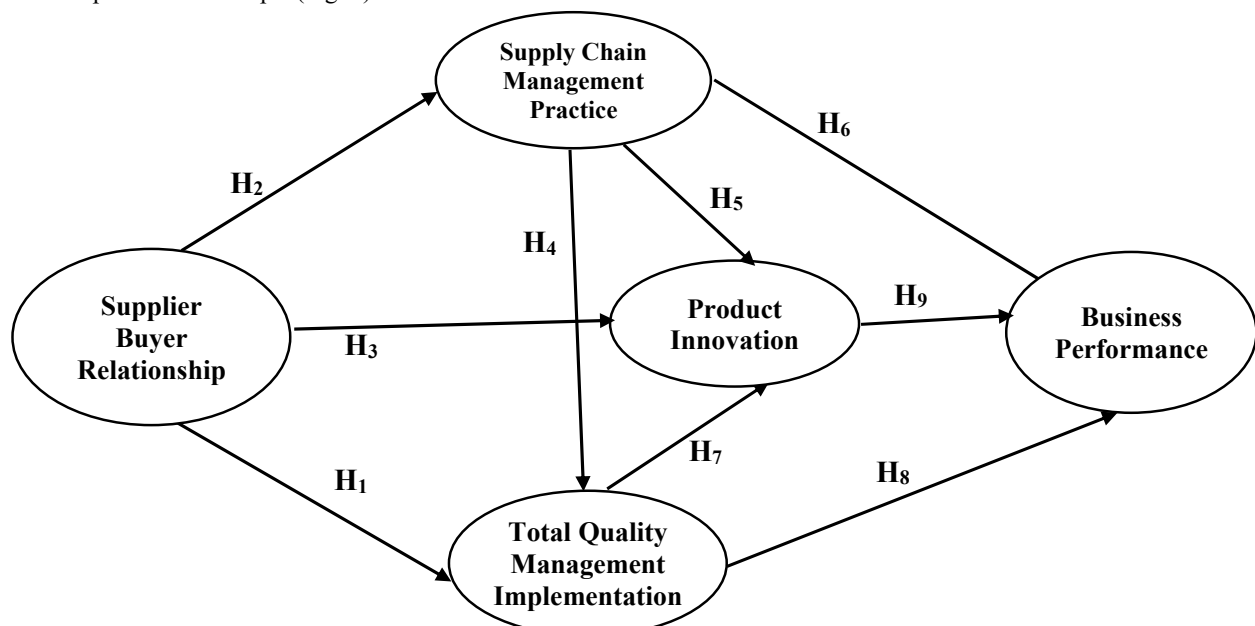 Supply Chain
Management
Practice
H6
H2
H5
H4
Supplier
Buyer
Relationship
Product
Innovation
H9
Business
Performance
H3
H7
H8
H1
Total Quality
Management
Implementation